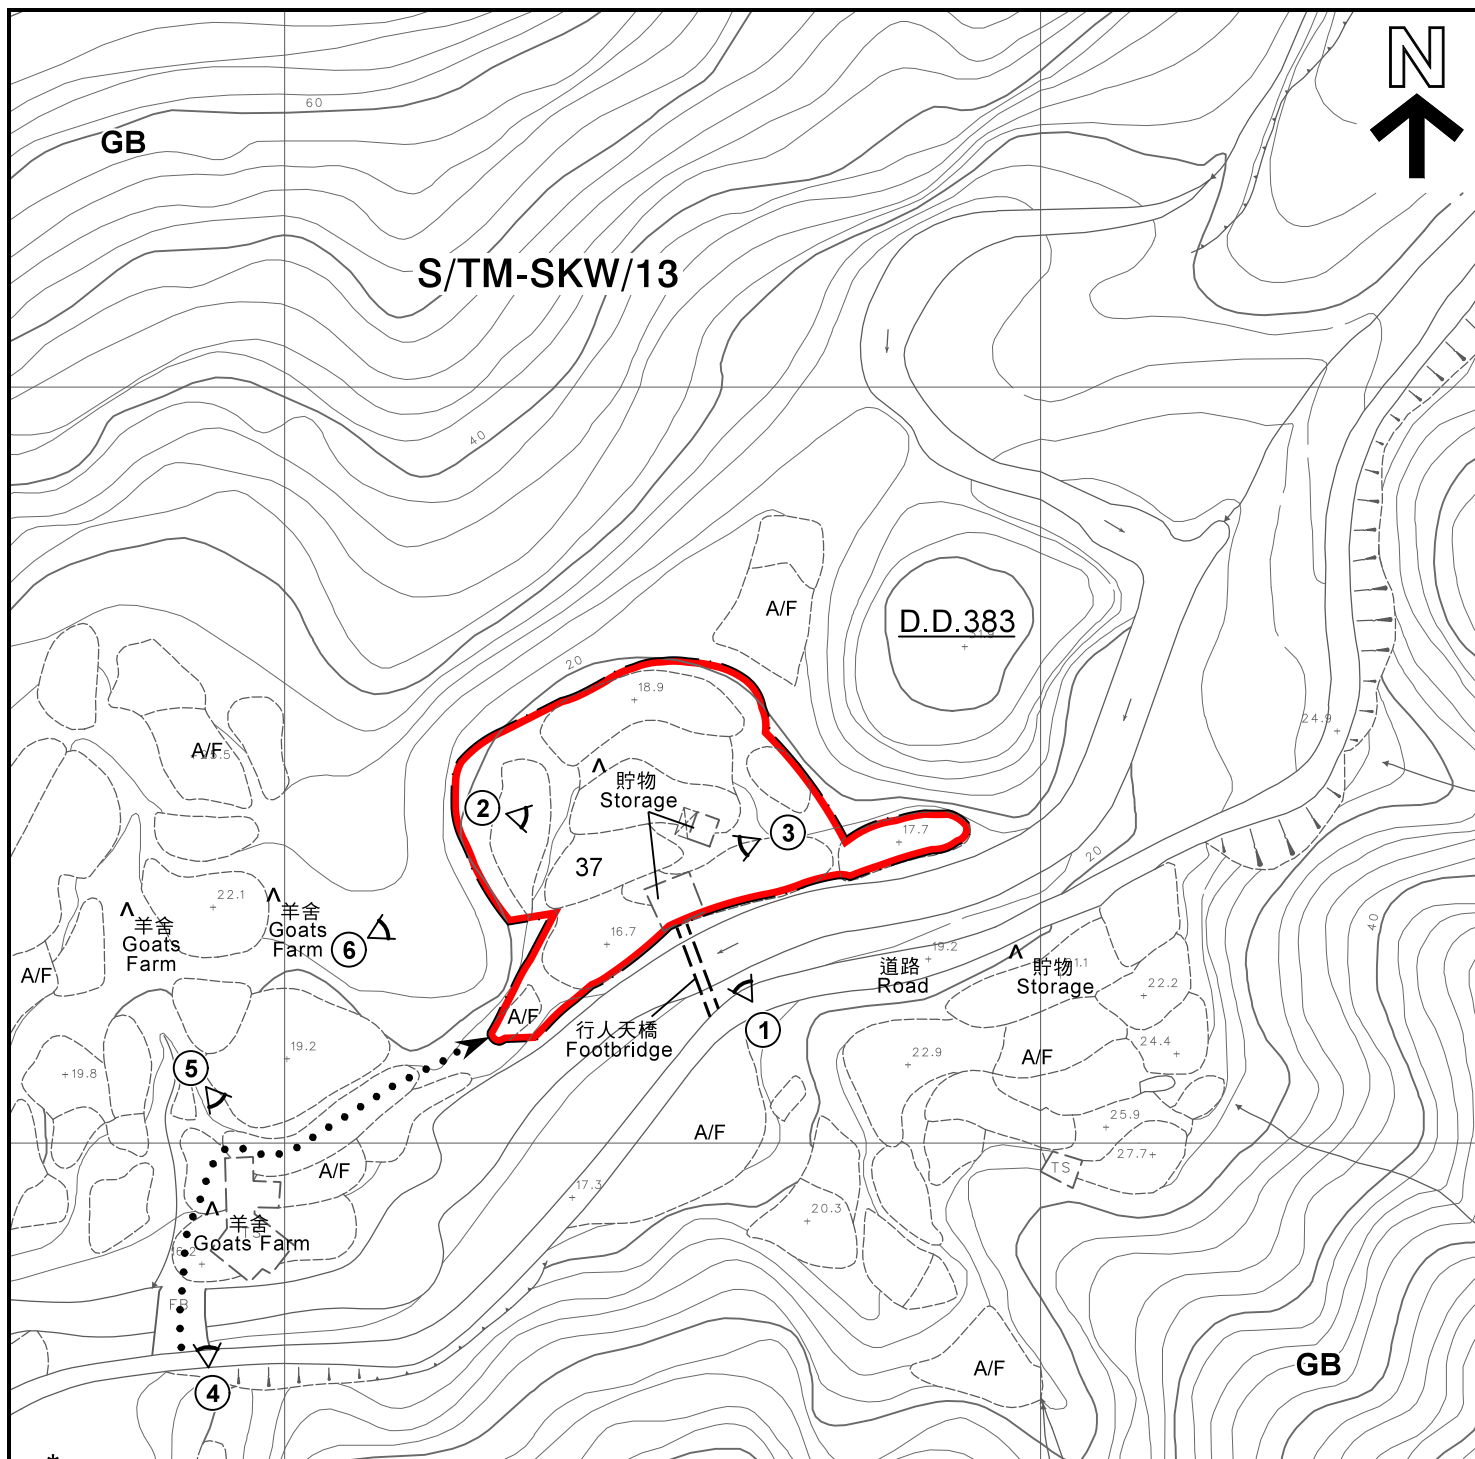 N
60
GB
S/TM-SKW/13
40
A/F
D.D.383
20
18.9
24.9
A/F
貯物
Storage
2
3
17.7
37
20
22.1
羊舍
Goats
Farm
羊舍
Goats
Farm
6
40
16.7
19.2
道路
Road
貯物
Storage
A/F
22.2
A/F
行人天橋
Footbridge
1
24.4
19.2
22.9
A/F
5
19.8
25.9
A/F
27.7
TS
A/F
17.3
20.3
羊舍
Goats Farm
FB
GB
A/F
4
*